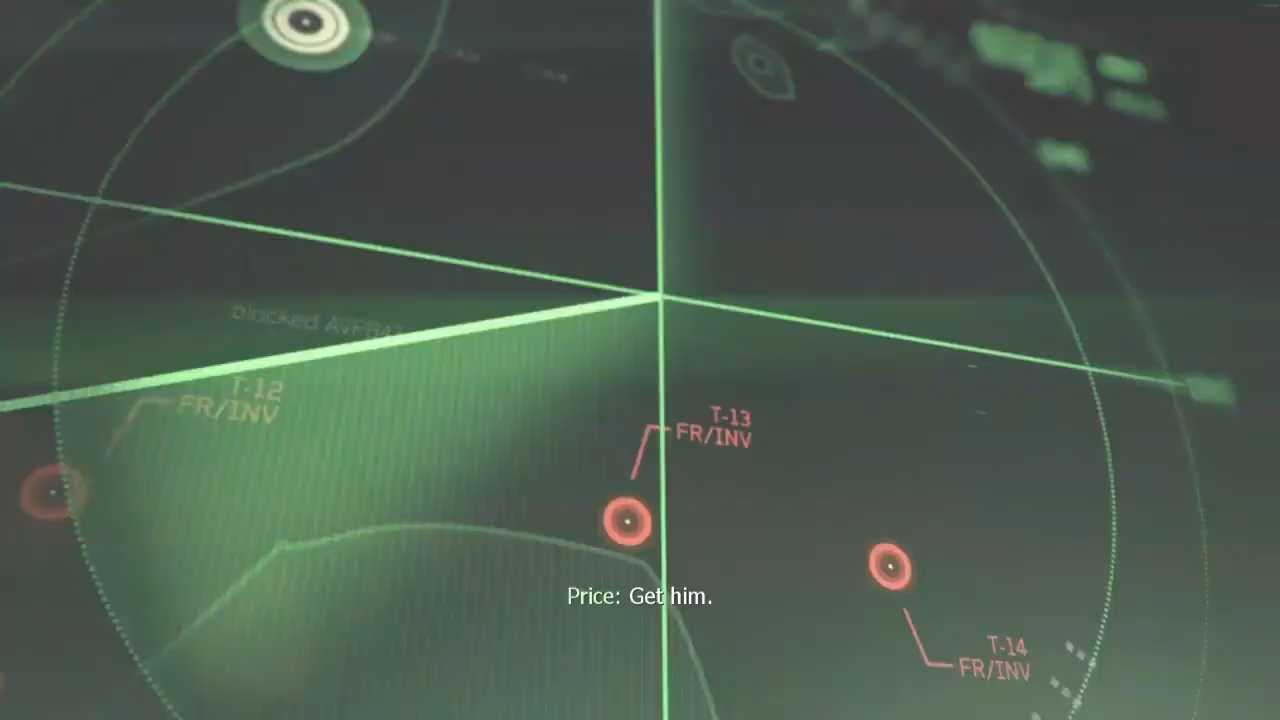 T-12
FR/INV
T-13
FR/INV
Price: Get him.
T-14
FR/INV